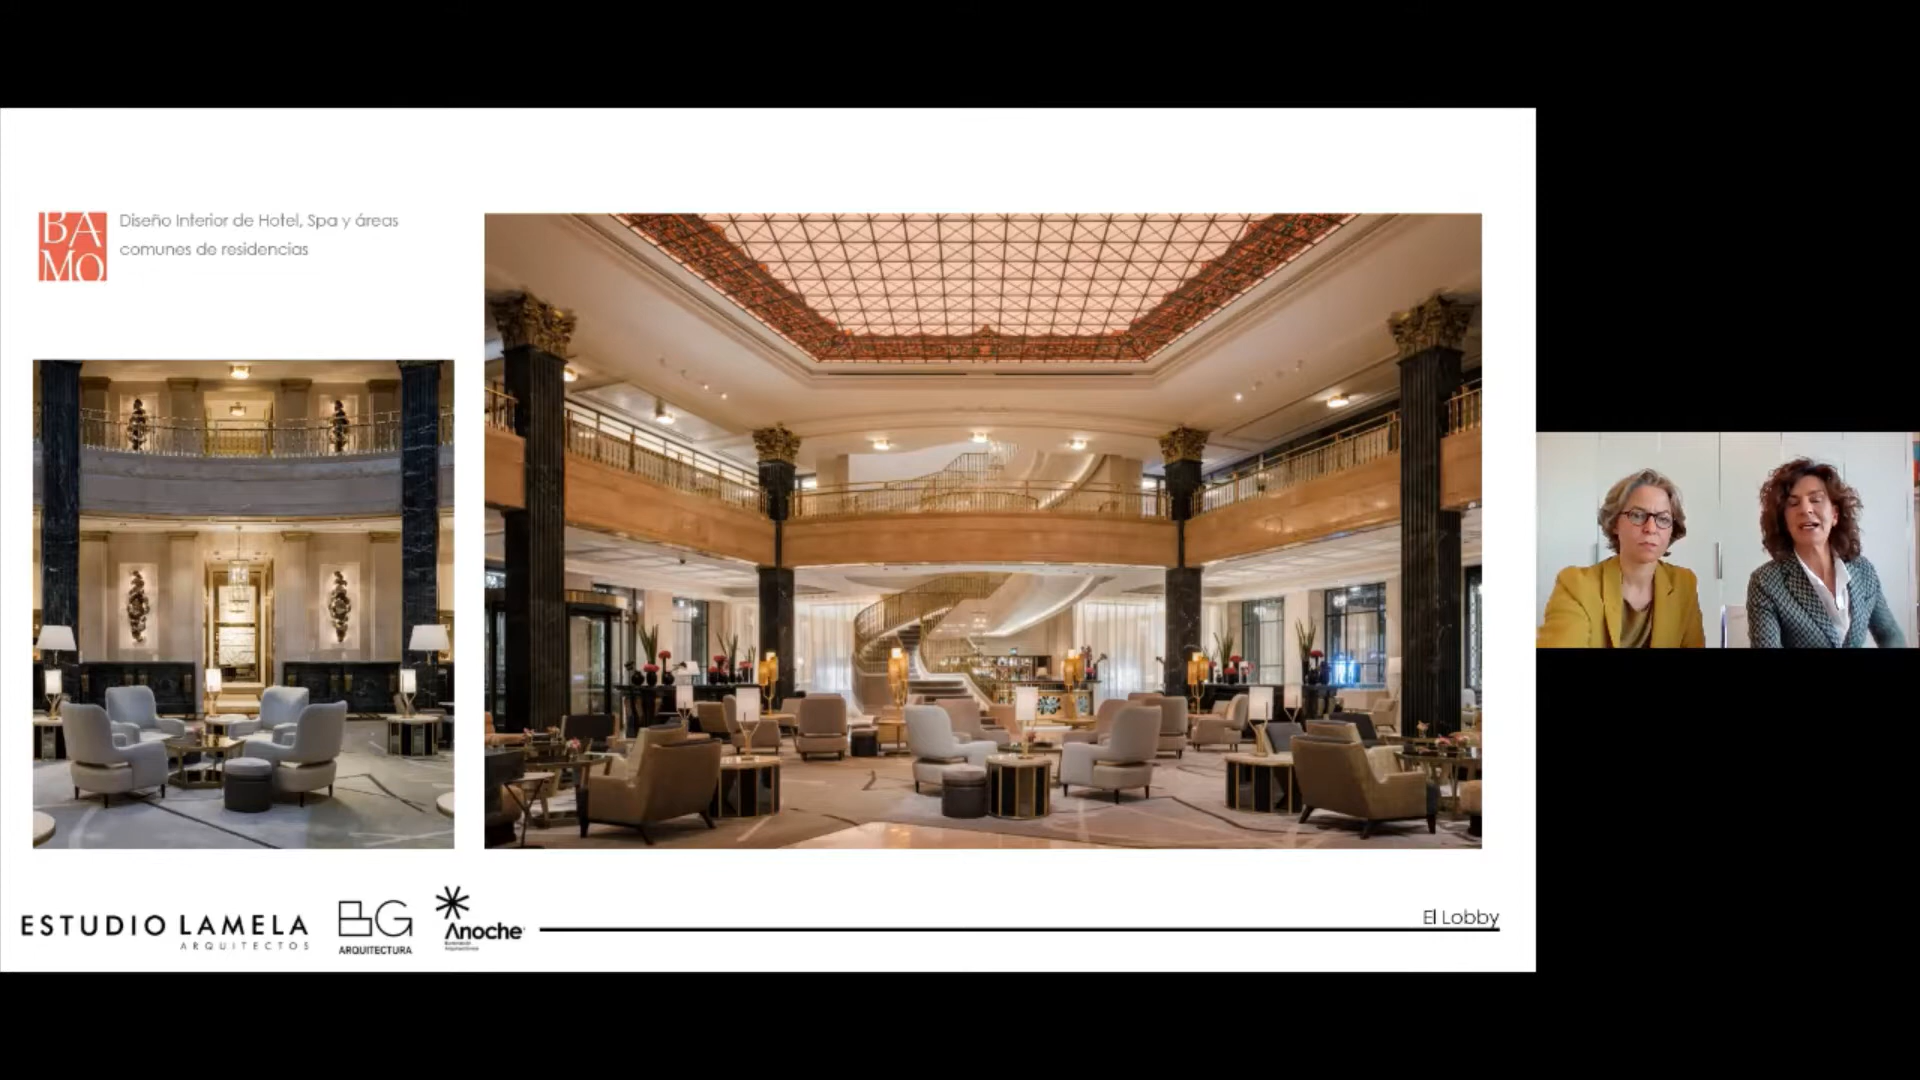 BA
MO
Diseño Interior de Hotel, Spa y áreas
comunes de residencias
ESTUDIO LAMELA
ARQUITECTOS
BG
ARQUITECTURA
Anoche
El Lobby